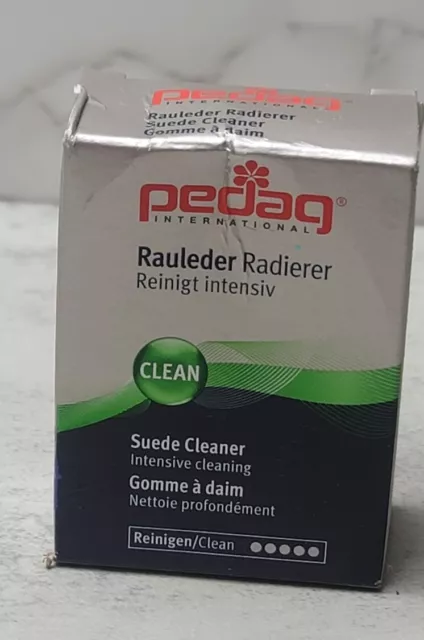 pedag
INTERNATIONAL
Rauleder Radierer
Suede Cleaner
Gomme à daim
pedag®
INTERNATIONAL
Rauleder Radierer
Reinigt intensiv
CLEAN
Suede Cleaner
Intensive cleaning
Gomme à daim
Nettoie profondément
Reinigen/Clean